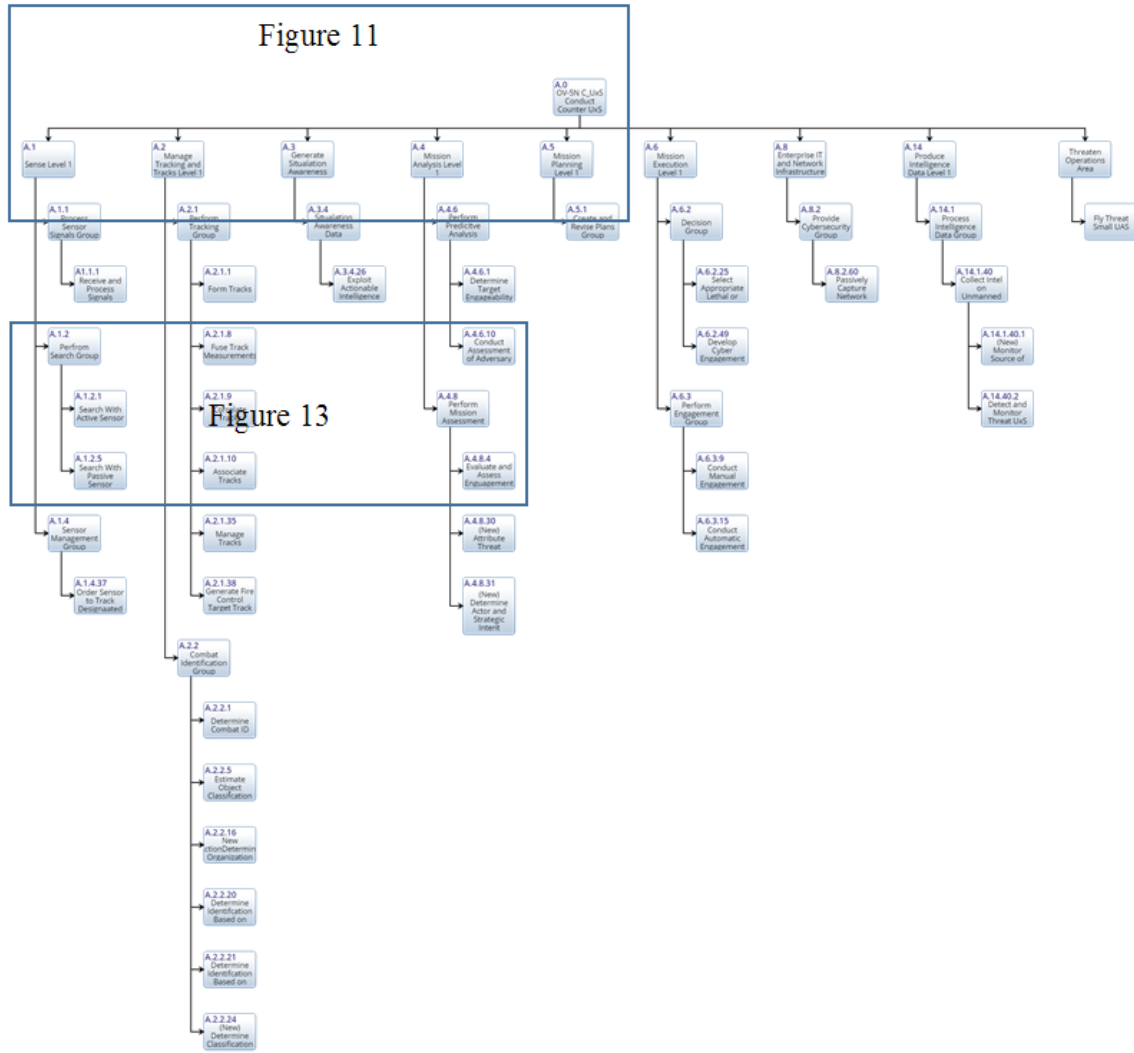 Figure 11
A.0
OV-5N C_UxS
Conduct
Counter UxS
A.1
Sense Level 1
A.2
Manage
Tracking and
Tracks Level 1
A.3
Generate
Situalation
Awareness
A.4
Mission
Analysis Level
1
A.5
Mission
Planning
Level 1
A.6
Mission
Execution
Level 1
A.8
Enterprise IT
and Network
Infrastructure
A.14
Produce
Intelligence
Data Level 1
Threaten
Operations
Area
A.1.1
Process
Sensor
Signals Group
A.2.1
Perform
Tracking
Group
A.3.4
Situalation
Awareness
Data
A.4.6
Perform
Predicitve
Analysis
A.5.1
Create and
Revise Plans
Group
A.6.2
Decision
Group
A.8.2
Provide
Cybersecurity
Group
A.14.1
Process
Intelligence
Data Group
Fly Threat
Small UAS
A1.1.1
Receive and
Process
Signals
A.2.1.1
Form Tracks
A.3.4.26
Exploit
Actionable
Intelligence
A.4.6.1
Determine
Target
Engageability
A.6.2.25
Select
Appropriate
Lethal or
A.8.2.60
Passively
Capture
Network
A.14.1.40
Collect Intel
on
Unmanned
A.1.2
Perfrom
Search Group
A.2.1.8
Fuse Track
Measurements
A.4.6.10
Conduct
Assessment
of Adversary
A.6.2.49
Develop
Cyber
Engagement
A.14.1.40.1
(New)
Monitor
Source of
A.1.2.1
Search With
Active Sensor
A.2.1.9
Figure 13
A.4.8
Perform
Mission
Assessment
A.6.3
Perform
Engagement
Group
A.14.40.2
Detect and
Monitor
Threat UxS
A.1.2.5
Search With
Passive
Sensor
A.2.1.10
Associate
Tracks
A.4.8.4
Evaluate and
Assess
Enguagement
A.6.3.9
Conduct
Manual
Engagement
A.1.4
Sensor
Management
Group
A.2.1.35
Manage
Tracks
A.4.8.30
(New)
Attribute
Threat
A.6.3.15
Conduct
Automatic
Engagement
A.1.4.37
Order Sensor
to Track
Designaated
A.2.1.38
Generate Fire
Control
Target Track
A.4.8.31
(New)
Determine
Actor and
Strategic
Intent
A.2.2
Combat
Identification
Group
A.2.2.1
Determine
Combat ID
A.2.2.5
Estimate
Object
Classification
A.2.2.16
New
ctionDetermin
Organization
A.2.2.20
Determine
Identifcation
Based on
A.2.2.21
Determine
Identifcation
Based on
A.2.2.24
(New)
Determine
Classification